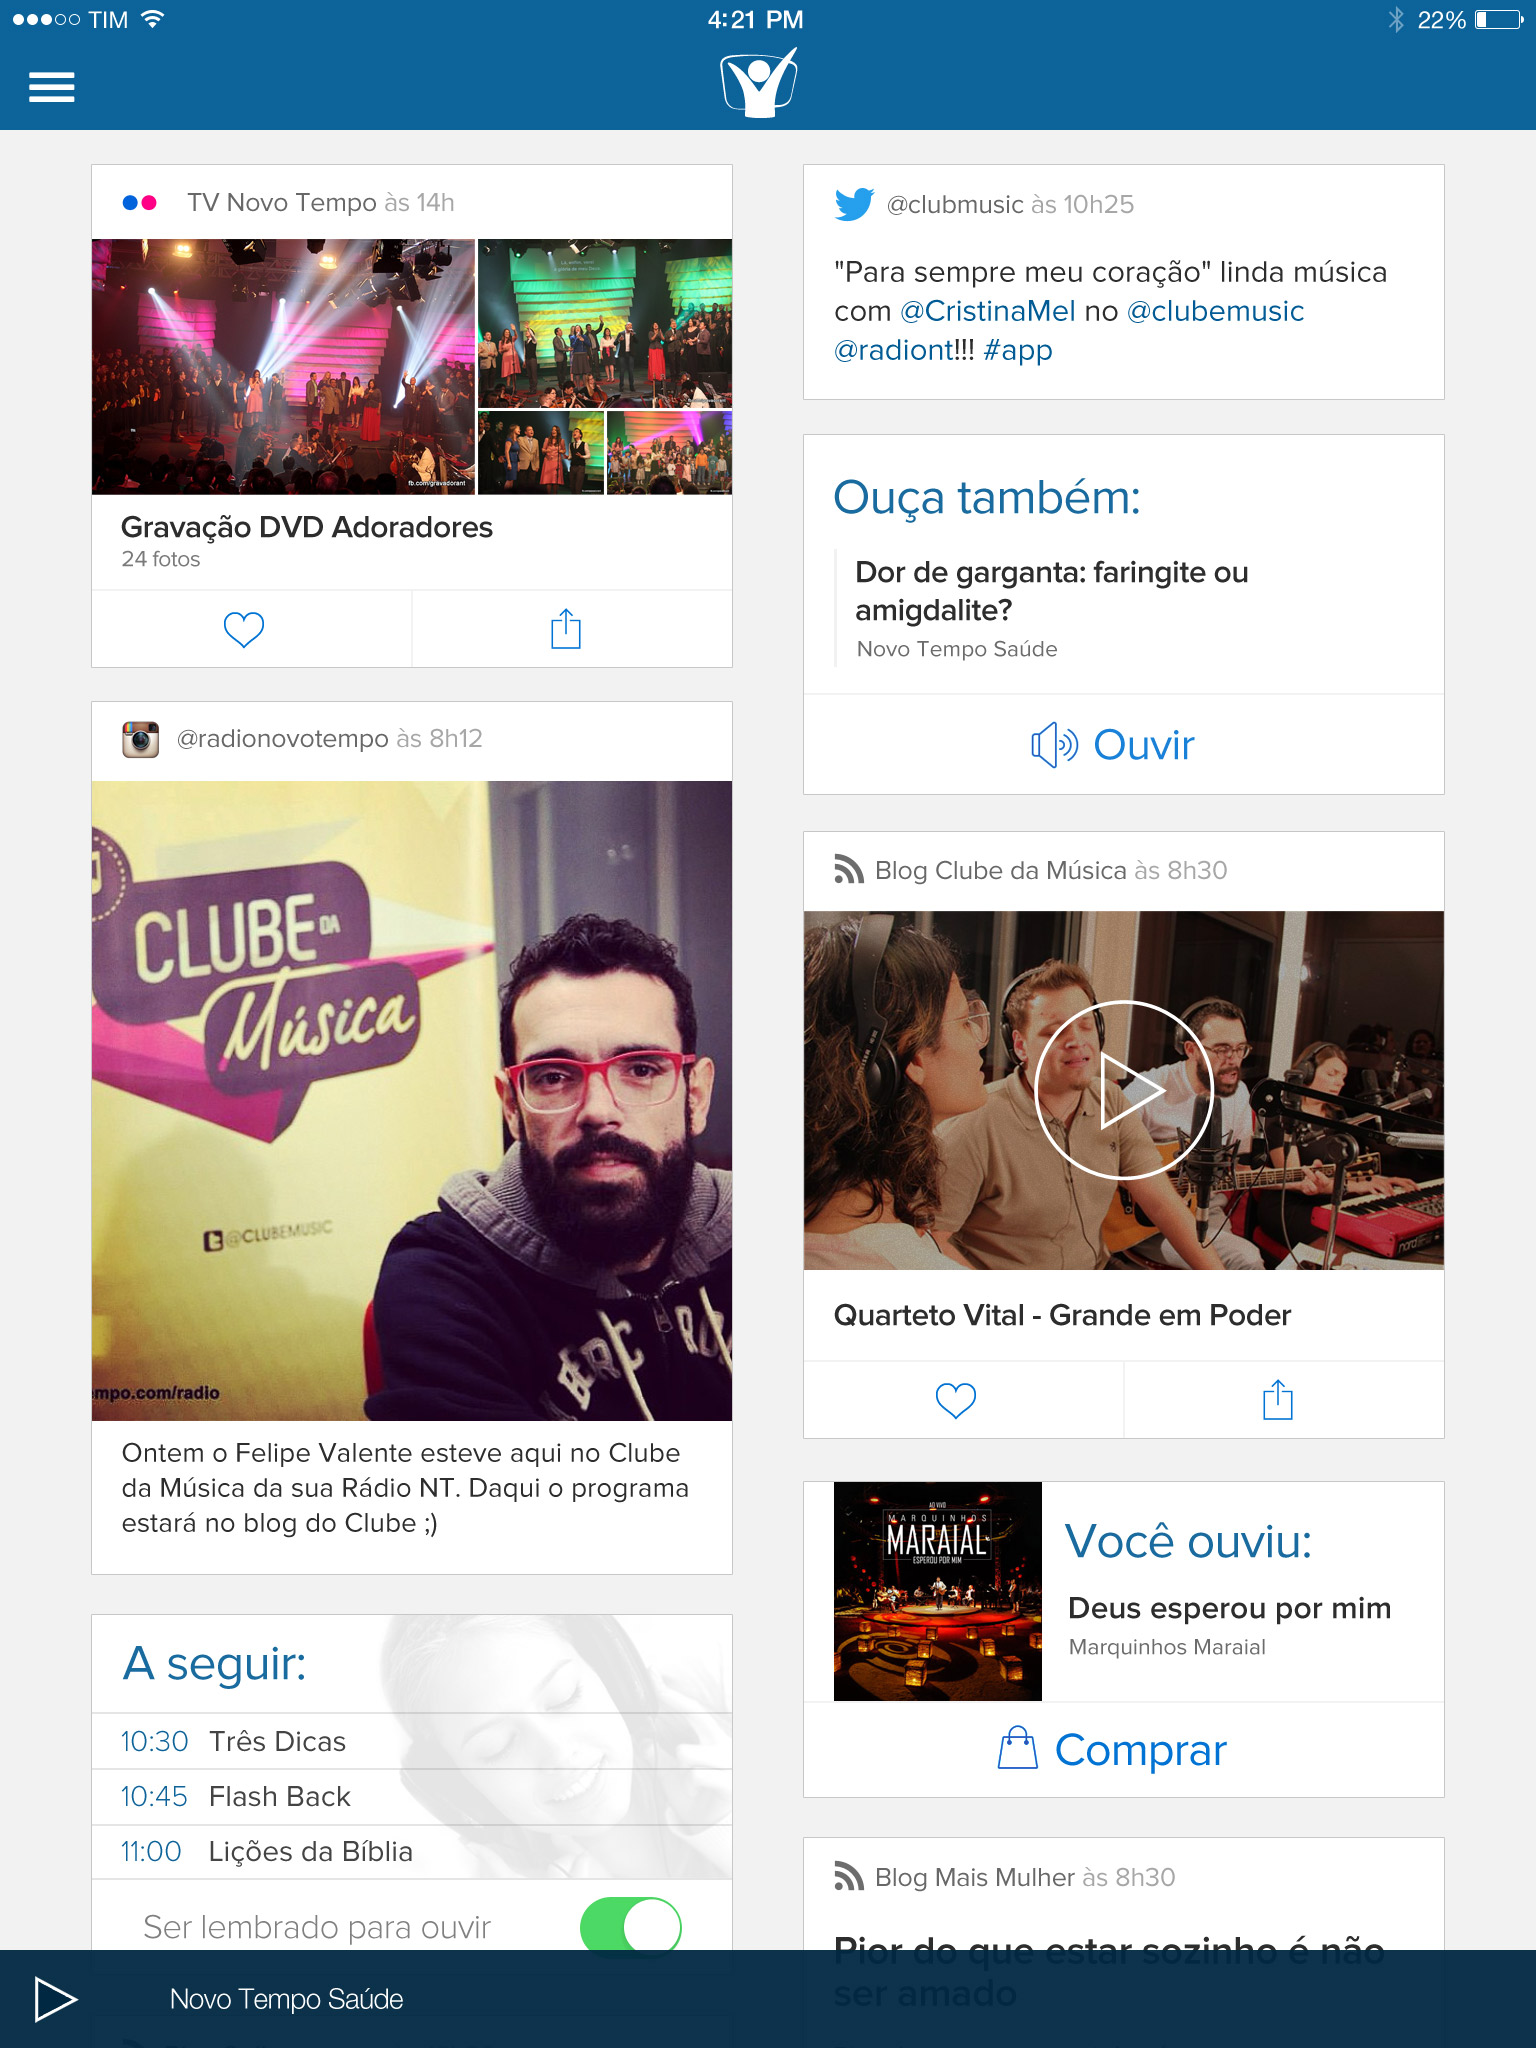 TIM
4:21 PM
22%
TV Novo Tempo às 14h
fb.com/gravadorant
Gravação DVD Adoradores
24 fotos
@radionovotempo às 8h12
CLUBE DA
Música
@CLUBEMUSIC
mpo.com/radio
Ontem o Felipe Valente esteve aqui no Clube
da Música da sua Rádio NT. Daqui o programa
estará no blog do Clube ;)
A seguir:
10:30 Três Dicas
10:45 Flash Back
11:00 Lições da Bíblia
Ser lembrado para ouvir
@clubmusic às 10h25
"Para sempre meu coração" linda música
com @CristinaMel no @clubemusic
@radiont!!! #app
Ouça também:
Dor de garganta: faringite ou
amigdalite?
Novo Tempo Saúde
Ouvir
Blog Clube da Música às 8h30
nord
Quarteto Vital - Grande em Poder
AO VIVO
MARQUINHOS
MARAIAL
ESPEROU POR MIM
Você ouviu:
Deus esperou por mim
Marquinhos Maraial
Comprar
Blog Mais Mulher às 8h30
Pior do que estar sozinho é não
ser amado
Novo Tempo Saúde